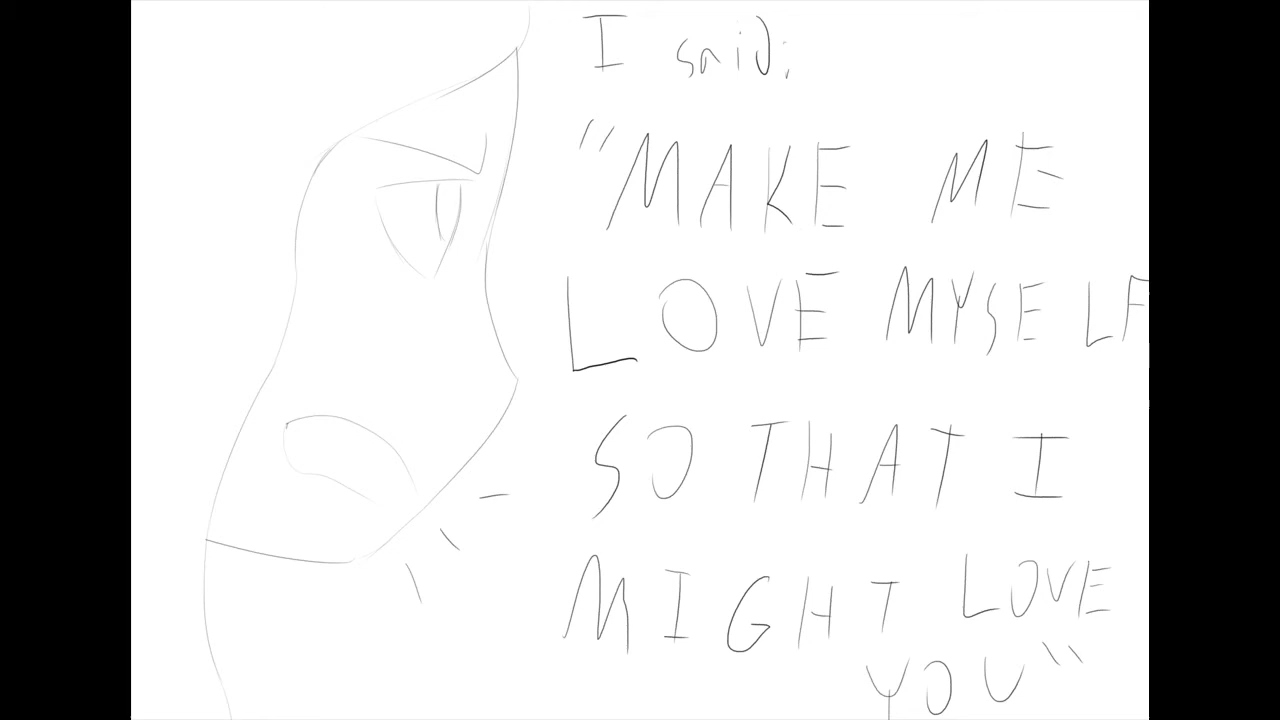 I said:
"MAKE ME
LOVE MYSELF
SO THAT I
MIGHT LOVE
YOU"